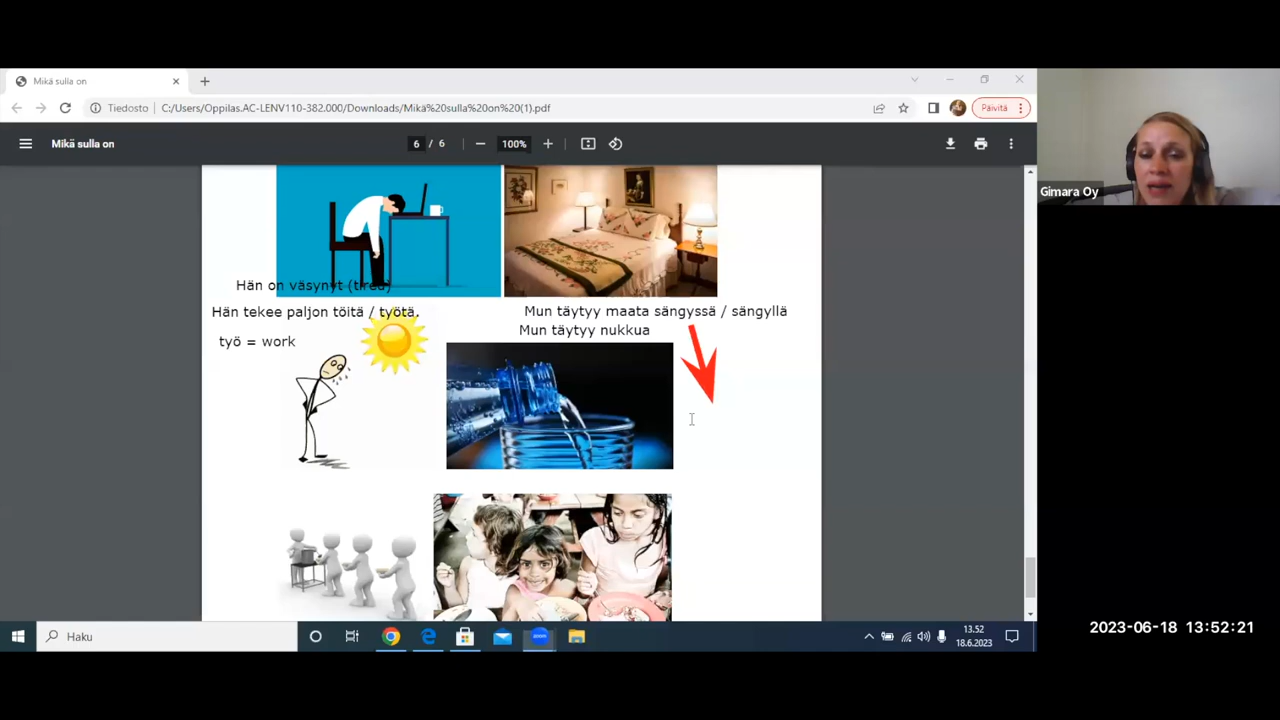 Mikä sulla on
Tiedosto
C:/Users/Oppilas.AC-LENV110-382.000/Downloads/Mikä%20sulla%20on%20(1).pdf
Päivitä
Mikä sulla on
6 / 6
100%
Gimara Oy
Hän on väsynyt (tired)
Hän tekee paljon töitä / työtä.
työ = work
Mun täytyy maata sängyssä / sängyllä
Mun täytyy nukkua
Haku
zoom
13.52
18.6.2023
2023-06-18 13:52:21